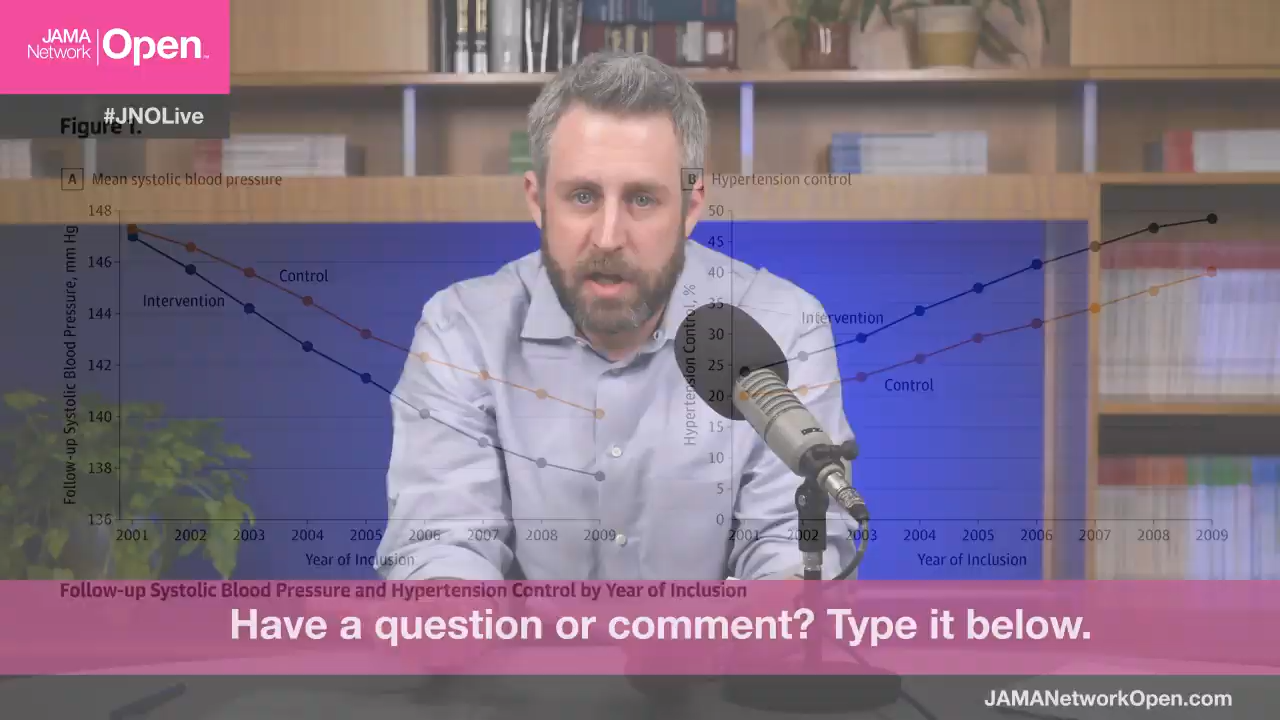 JAMA
Network
Open™
#JNOLive
Figure 1.
A Mean systolic blood pressure
148
146
144
142
140
138
136
Follow-up Systolic Blood Pressure, mm Hg
Control
Intervention
2001 2002 2003 2004 2005 2006 2007 2008 2009
Year of Inclusion
B Hypertension control
50
45
40
35
30
25
20
15
10
5
0
Hypertension Control, %
Intervention
Control
2001 2002 2003 2004 2005 2006 2007 2008 2009
Year of Inclusion
Follow-up Systolic Blood Pressure and Hypertension Control by Year of Inclusion
Have a question or comment? Type it below.
JAMANetworkOpen.com